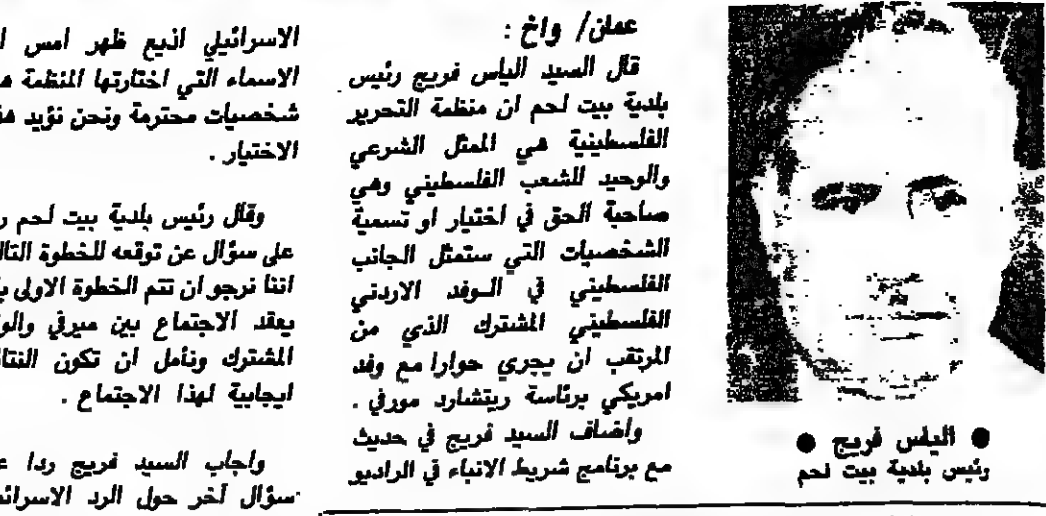 ● الياس فريج ●
رئيس بلدية بيت لحم
عمان/ واخ :
قال السيد الياس فريج رئيس
بلدية بيت لحم ان منظمة التحرير
الفلسطينية هي الممثل الشرعي
والوحيد للشعب الفلسطيني وهي
صاحبة الحق في اختيار او تسمية
الشخصيات التي ستمثل الجانب
الفلسطيني في الوفد الاردني
الفلسطيني المشترك الذي من
المرتقب ان يجري حوارا مع وفد
امريكي برئاسة ريتشارد مورفي .
واضاف السيد فريج في حديث
مع برنامج شريط الانباء في الراديو
الاسرائيلي اذيع ظهر امس
الاسماء التي اختارتها المنظمة
شخصيات محترمة ونحن نؤيد
الاختيار .
وقال رئيس بلدية بيت لحم
على سؤال عن توقعه للخطوة
اننا نرجو ان تتم الخطوة الاولى
يعقد الاجتماع بين ميرفي
المشترك ونأمل ان تكون
ايجابية لهذا الاجتماع .
واجاب السيد فريج ردا
سؤال آخر حول الرد